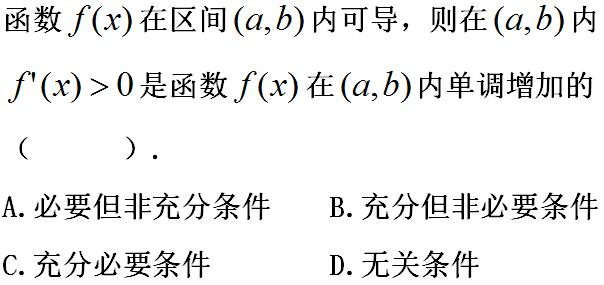 函数 f(x) 在区间 (a,b) 内可导，则在 (a,b) 内
f'(x) > 0 是函数 f(x) 在 (a,b) 内单调增加的
（　　）．
A. 必要但非充分条件　　B. 充分但非必要条件
C. 充分必要条件　　D. 无关条件